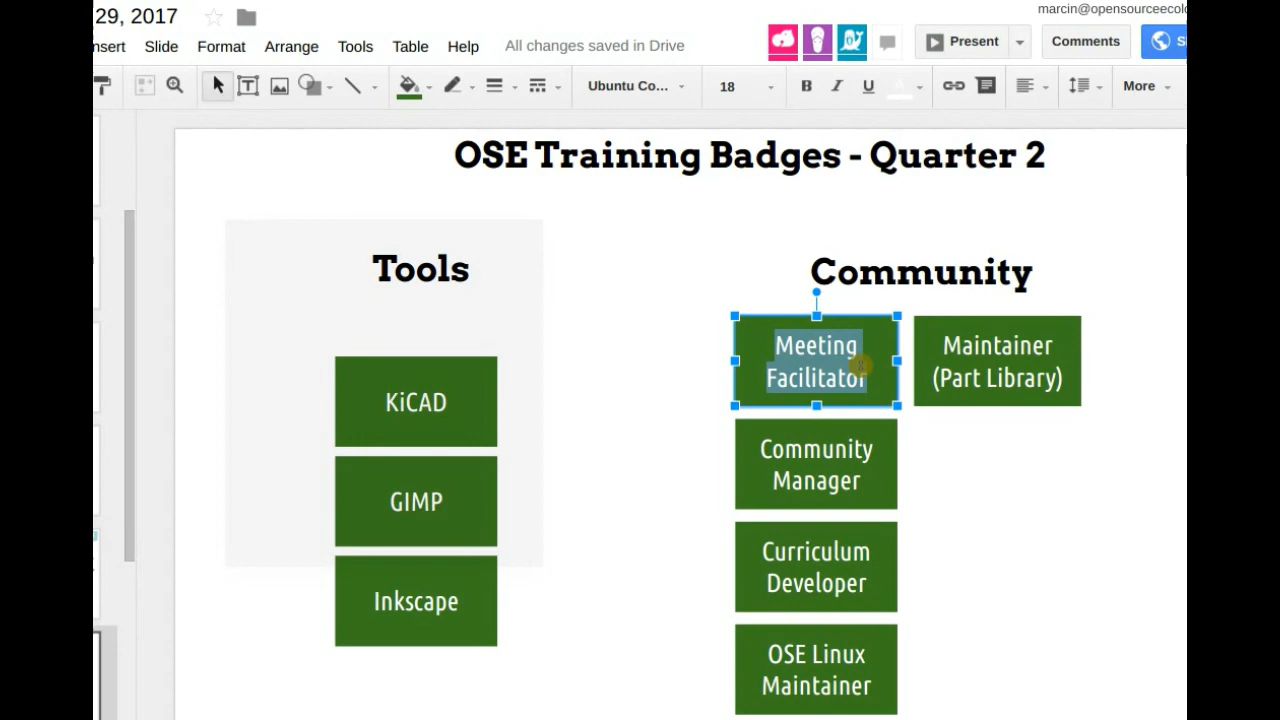 29, 2017
marcin@opensourceecolo
nsert Slide Format Arrange Tools Table Help All changes saved in Drive
Present
Comments
S
Ubuntu Co...
18
B I U
More
OSE Training Badges - Quarter 2
Tools
KiCAD
GIMP
Inkscape
Community
Meeting
Facilitator
Maintainer
(Part Library)
Community
Manager
Curriculum
Developer
OSE Linux
Maintainer